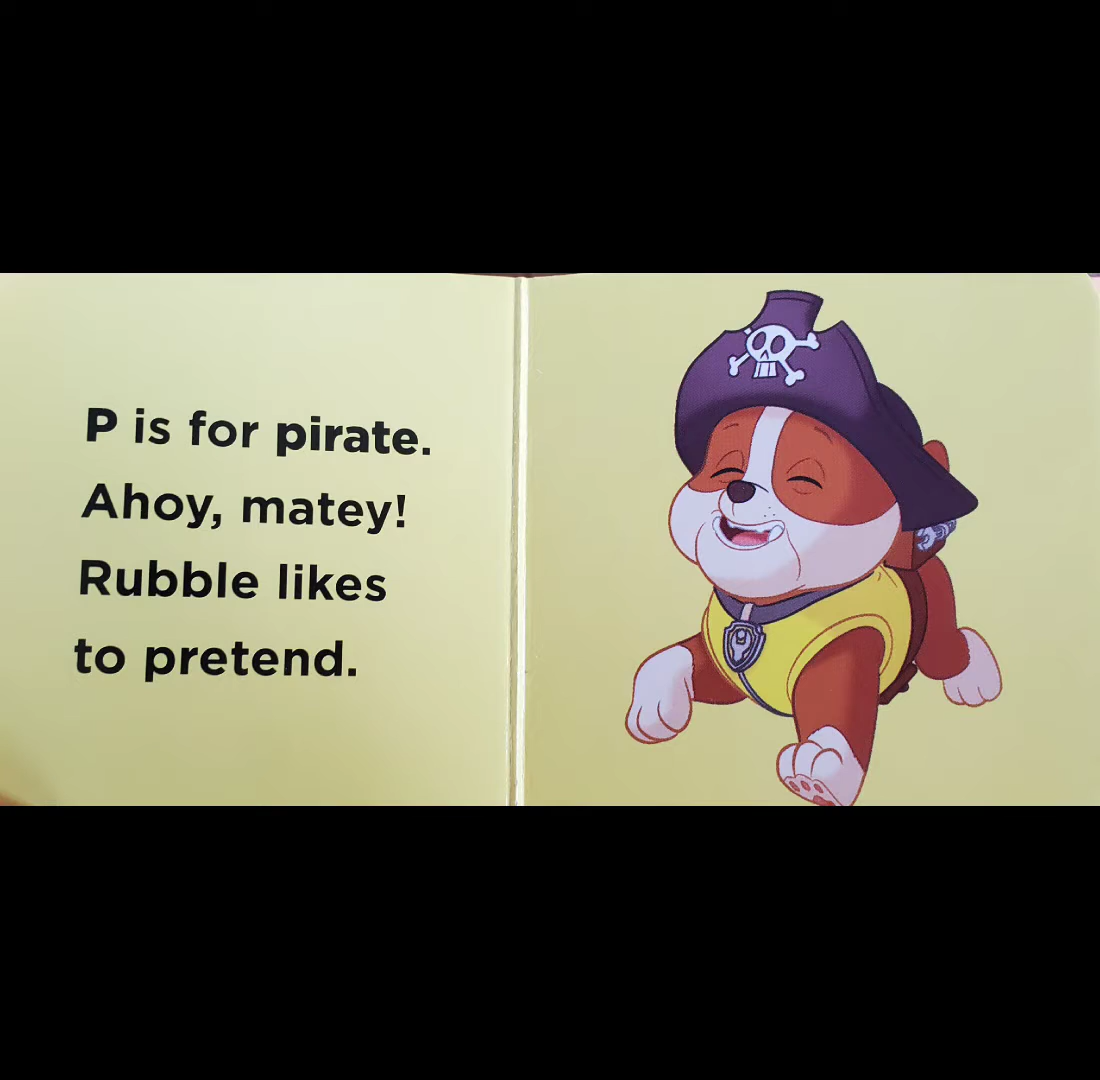 P is for pirate.
Ahoy, matey!
Rubble likes
to pretend.